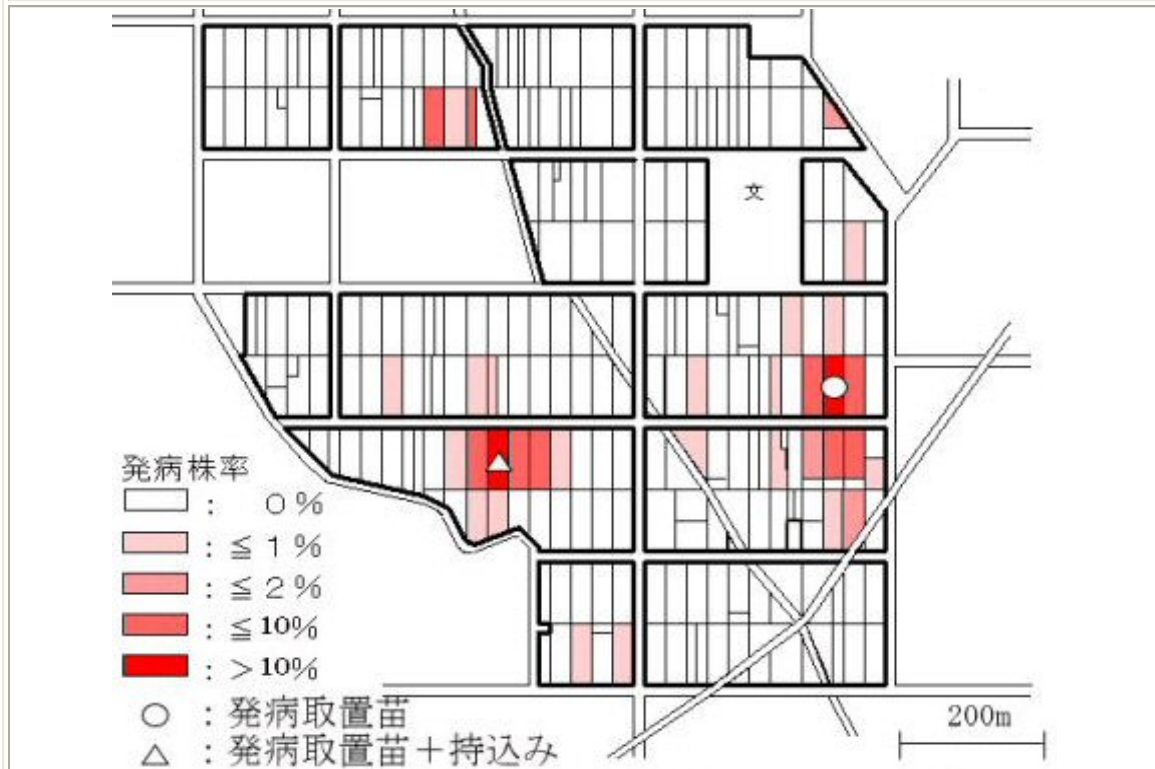 文
発病株率
： ０％
：≦１％
：≦２％
：≦10%
：＞10%
○ ：発病取置苗
△ ：発病取置苗＋持込み
200m